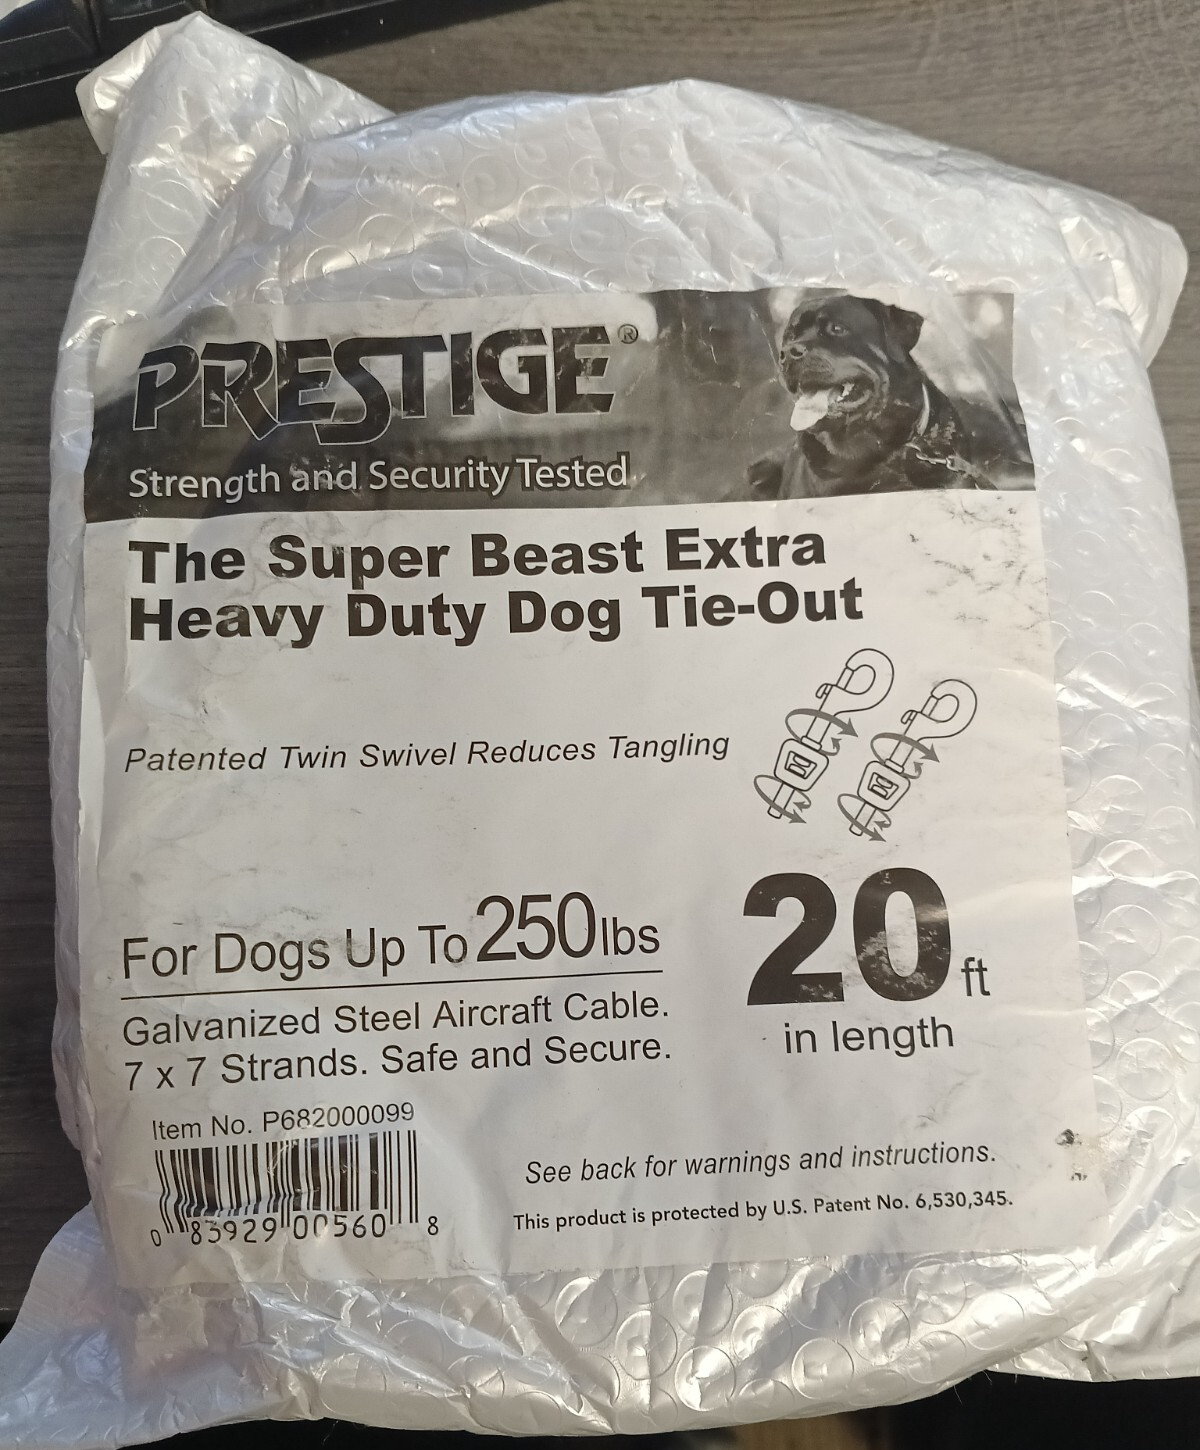 PRESTIGE®
Strength and Security Tested
The Super Beast Extra
Heavy Duty Dog Tie-Out
Patented Twin Swivel Reduces Tangling
For Dogs Up To 250lbs
20 ft
in length
Galvanized Steel Aircraft Cable.
7 x 7 Strands. Safe and Secure.
Item No. P682000099
0 83929 00560 8
See back for warnings and instructions.
This product is protected by U.S. Patent No. 6,530,345.